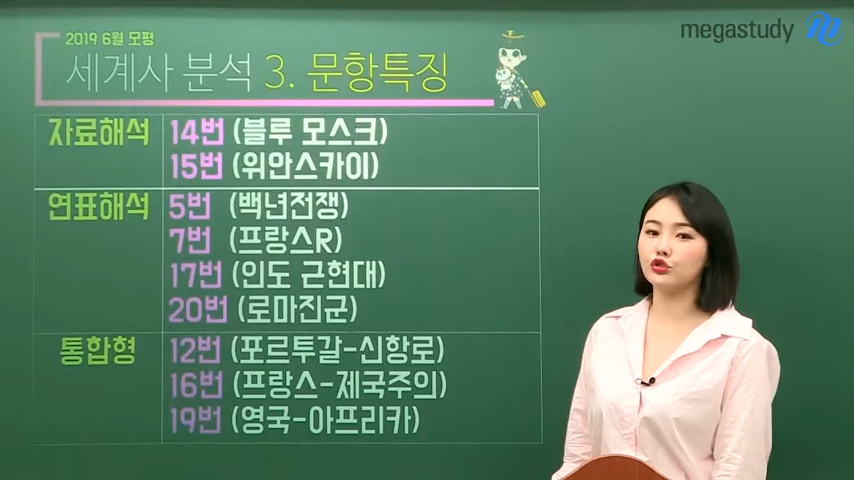 megastudy
2019 6월 모평
세계사 분석 3. 문항특징
자료해석 14번 (블루 모스크)
15번 (위안스카이)
연표해석 5번 (백년전쟁)
7번 (프랑스R)
17번 (인도 근현대)
20번 (로마진군)
통합형 12번 (포르투갈-신항로)
16번 (프랑스-제국주의)
19번 (영국-아프리카)